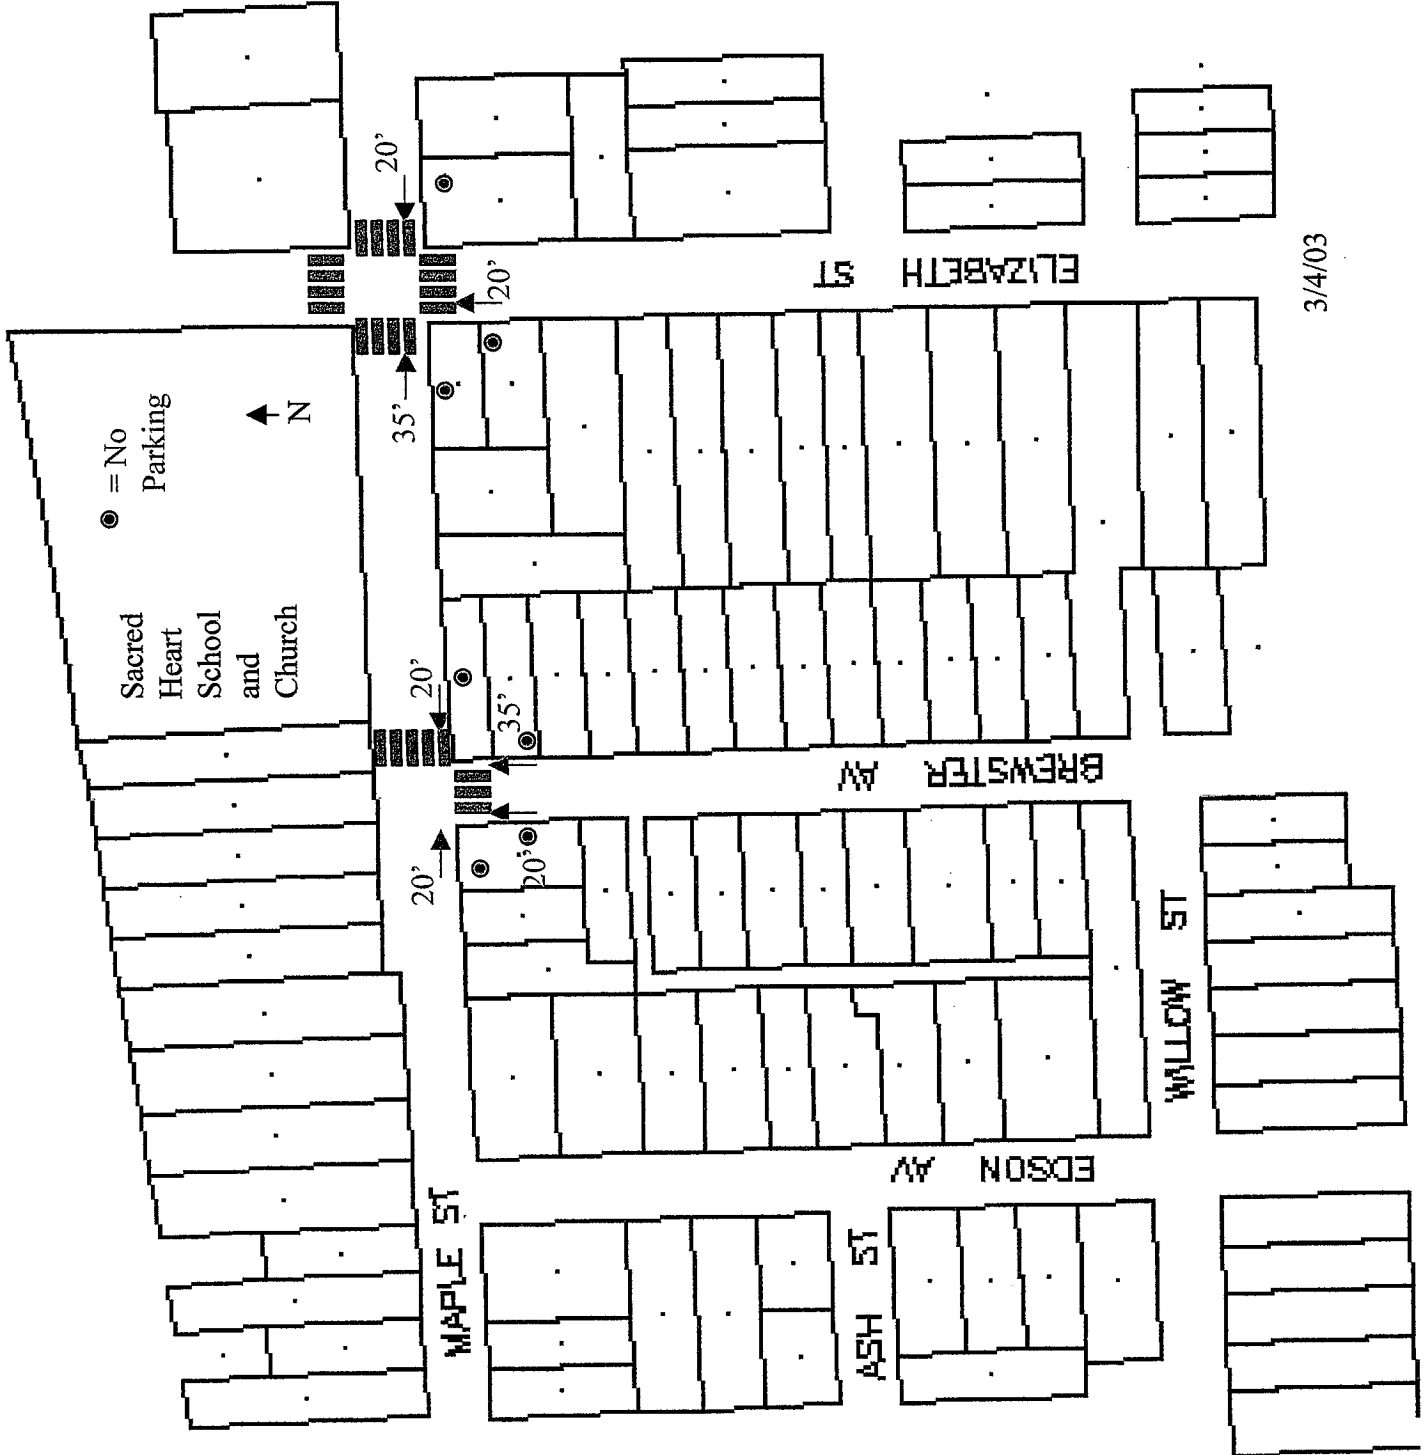 Sacred
Heart
School
and
Church
= No
Parking
N
20'
20'
35'
20'
35'
20'
20'
MAPLE ST
ASH ST
EDSON AV
WILLOW ST
BREWSTER AV
ELIZABETH ST
3/4/03